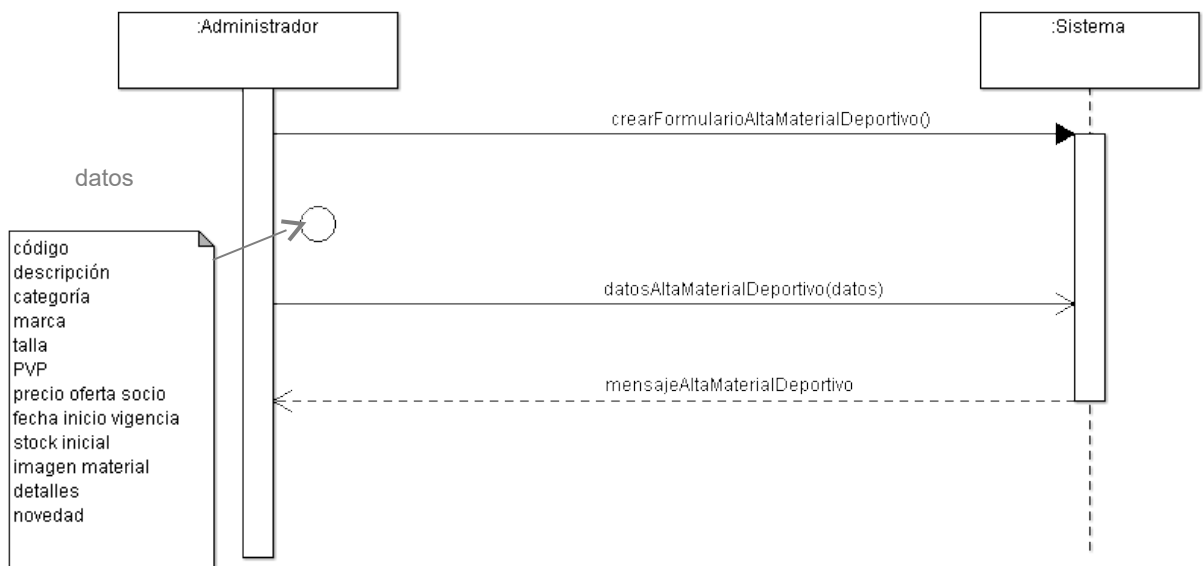 :Administrador
:Sistema
crearFormularioAltaMaterialDeportivo()
datos
código
descripción
categoría
marca
talla
PVP
precio oferta socio
fecha inicio vigencia
stock inicial
imagen material
detalles
novedad
datosAltaMaterialDeportivo(datos)
mensajeAltaMaterialDeportivo